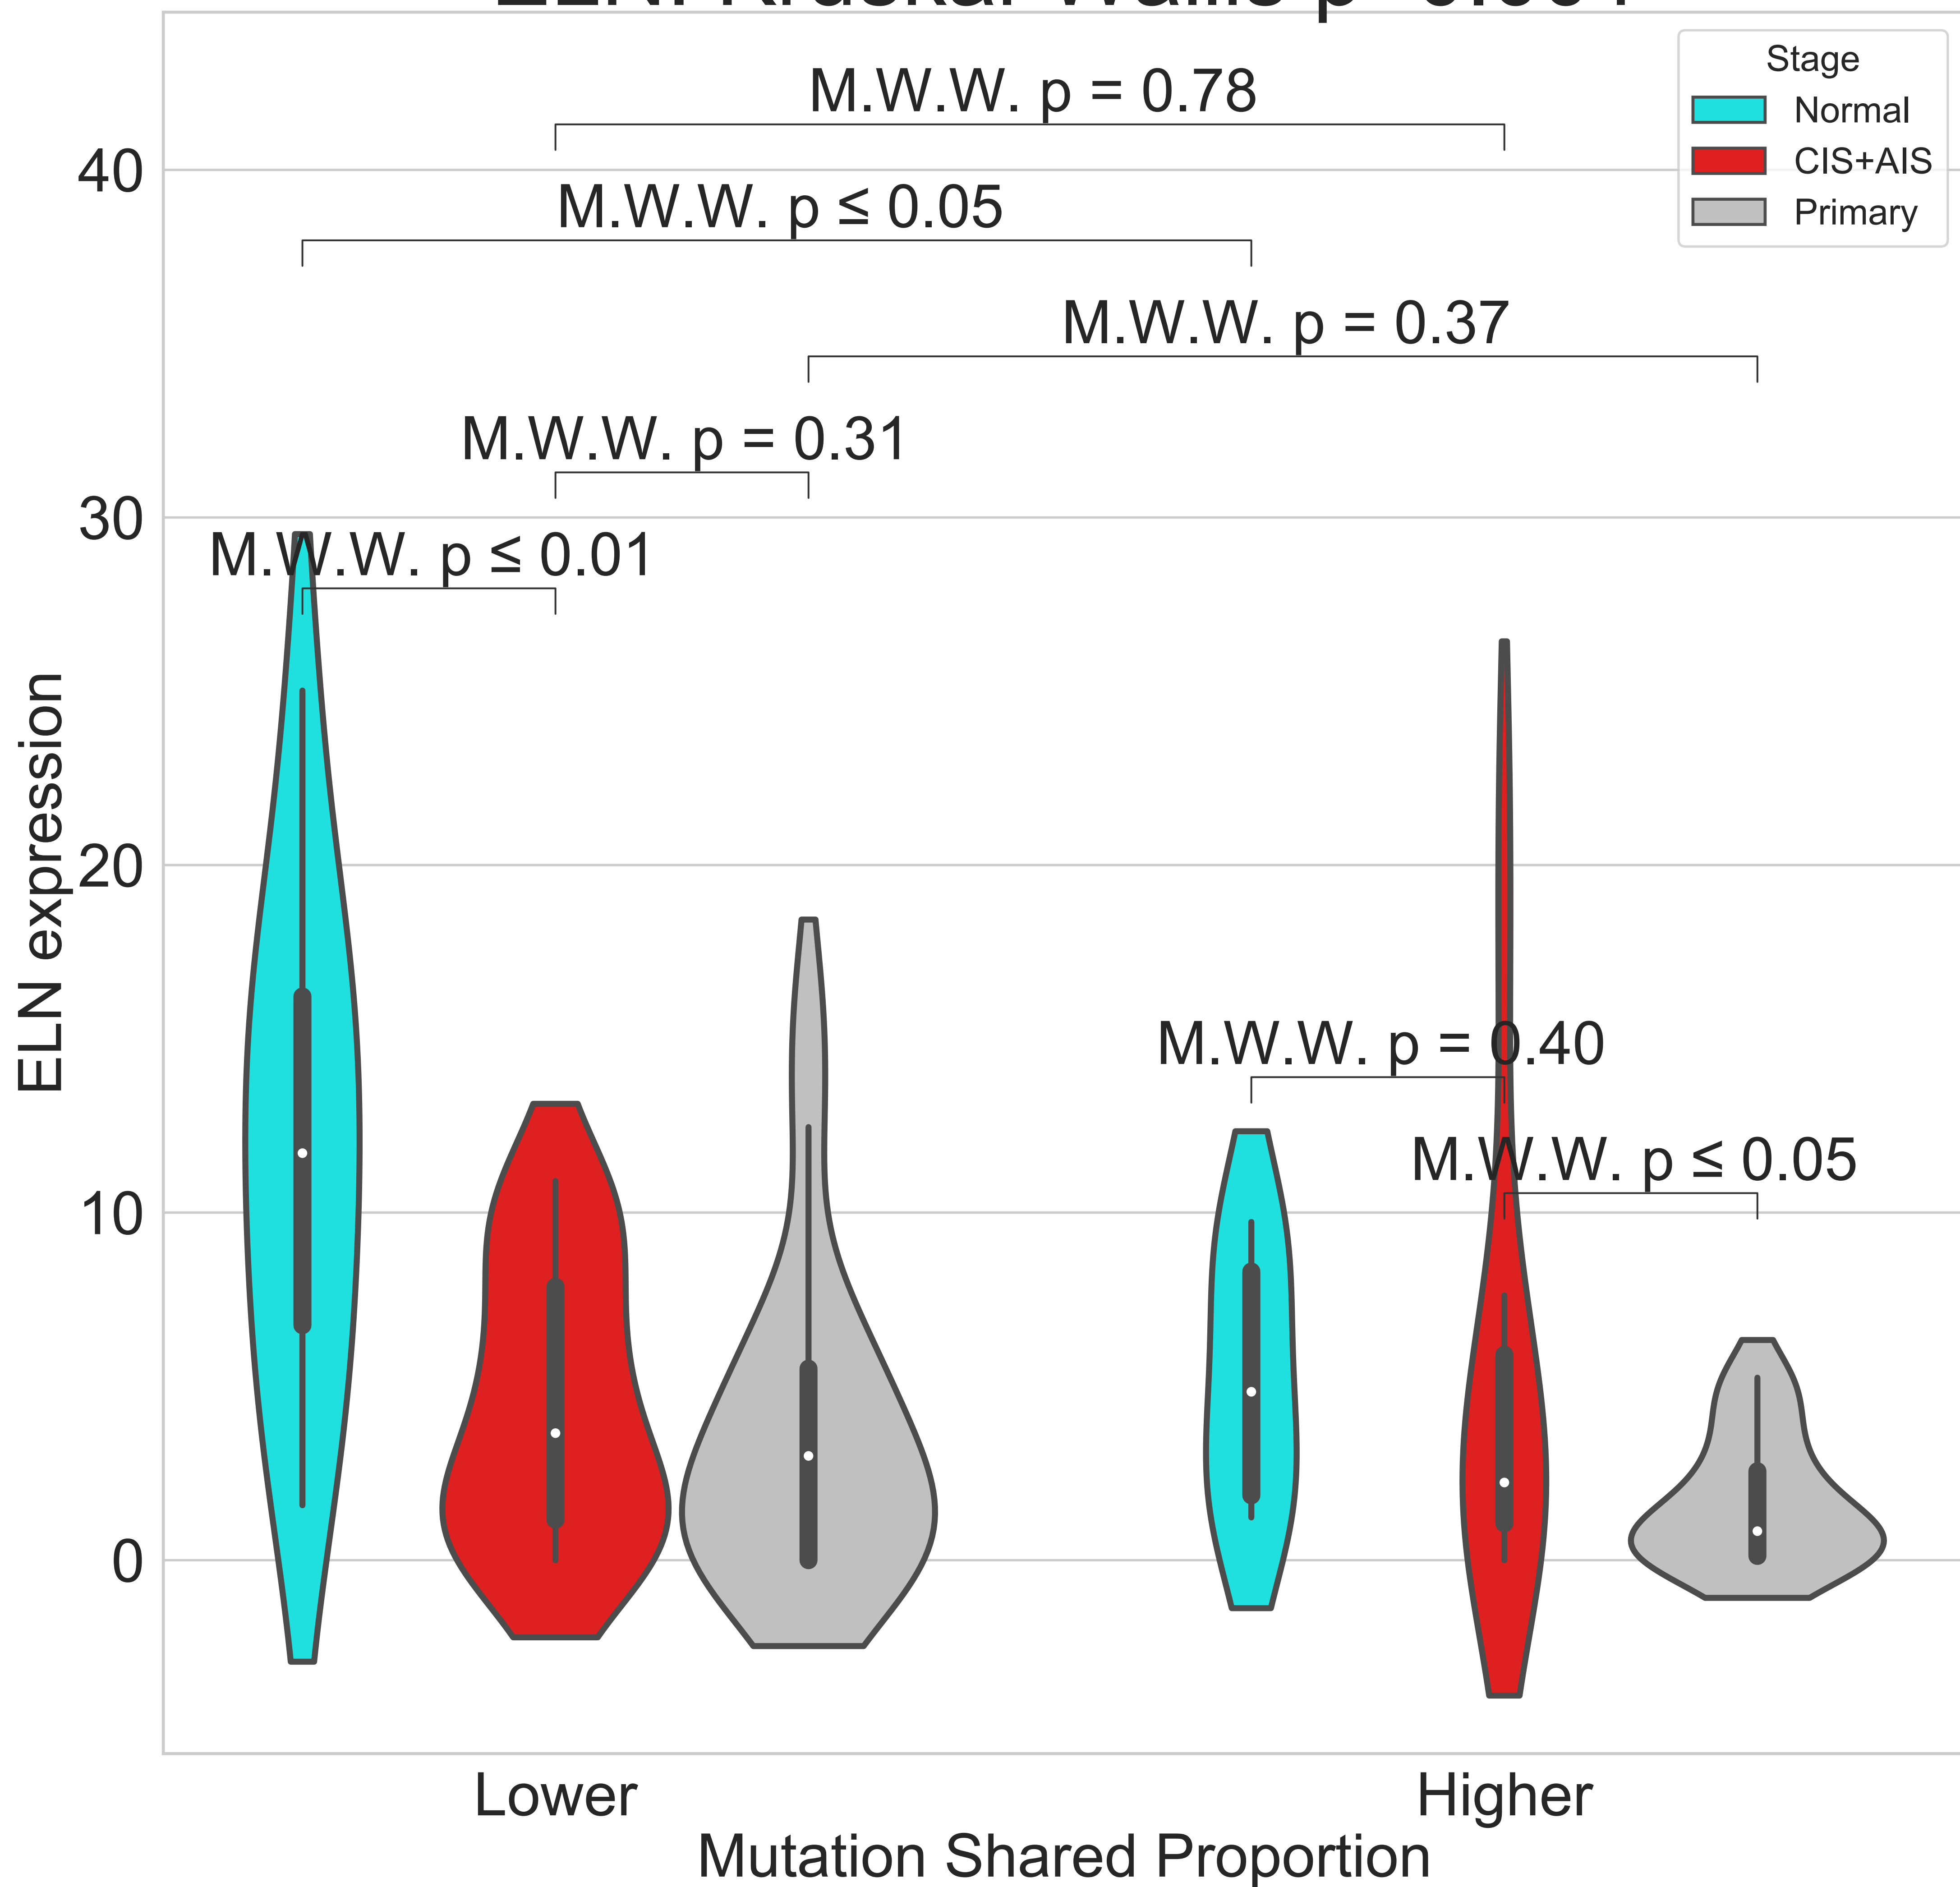 Stage
Normal
CIS+AIS
Primary
M.W.W. p = 0.78
M.W.W. p ≤ 0.05
M.W.W. p = 0.37
M.W.W. p = 0.31
M.W.W. p ≤ 0.01
M.W.W. p = 0.40
M.W.W. p ≤ 0.05
40
30
20
10
0
ELN expression
Lower
Higher
Mutation Shared Proportion